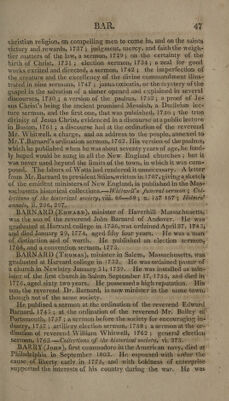 BAR. 47
christian religion, on compelling men to come in, and on the saints
victory and rewards, 1727; judgment, mercy, and faith the weigh-
tier matters of the law, a sermon, 1729; on the certainty of the
birth of Christ, 1731; election sermon, 1734; a zeal for good
works excited and directed, a sermon, 1742; the imperfection of
the creature and the excellency of the divine commandment illus-
trated in nine sermons, 1747; janua cœlestis, or the mystery of the
gospel in the salvation of a sinner opened and explained in several
discourses, 1750; a version of the psalms, 1752; a proof of Je-
sus Christ's being the ancient promised Messiah, a Dudleian lec-
ture sermon, and the first one, that was published, 1756; the true
divinity of Jesus Christ, evidenced in a discourse at a public lecture
in Boston, 1761; a discourse had at the ordination of the reverend
Mr. Whitwell, a charge, and an address to the people, annexed to
Mr. T. Barnard's ordination sermon, 1762. His version of the psalms,
which he published when he was about seventy years of age, he fond-
ly hoped would be sung in all the New England churches; but it
was never used beyond the limits of the town, in which it was com-
posed. The labors of Watts had rendered it unnecessary. A letter
from Mr. Barnard to president Stiles, written in 1767, giving a sketch
of the eminent ministers of New England, is published in the Mass-
achusetts historical collections.—Whitwell's funeral sermon; Col-
lections of the historical society, viii. 66—69; x. 157 167; Holmes'
annals, ii. 206, 207.
BARNARD (Edward), minister of Haverhill Massachusetts,
was the son of the reverend John Barnard of Andover. He was
graduated at Harvard college in 1736, was ordained April 27, 1743,
and died January 29, 1774, aged fifty four years. He was a man
of distinction and of worth. He published an election sermon,
1766, and a convention sermon, 1773.
BARNARD (Thomas), minister in Salem, Massachusetts, was
graduated at Harvard college in 1732. He was ordained pastor of
a church in Newbury January 31, 1739. He was installed as min-
ister of the first church in Salem September 17, 1755, and died in
1776, aged sixty two years. He possessed a high reputation. His
son, the reverend Dr. Barnard, is now minister in the same town,
though not of the same society.
He published a sermon at the ordination of the reverend Edward
Barnard, 1743; at the ordination of the reverend Mr. Bailey of
Portsmouth, 1757; a sermon before the society for encouraging in-
dustry, 1757; artillery election sermon, 1758; a sermon at the or-
dination of reverend William Whitwell, 1762; general election
sermon, 1763.—Collections of the historical society, vi. 273.
BARRY (John), first commodore in the American navy, died at
Philadelphia in September 1803. He espoused with ardor the
cause of liberty early in 1775, and with boldness of enterprise
supported the interests of his country during the war. He was